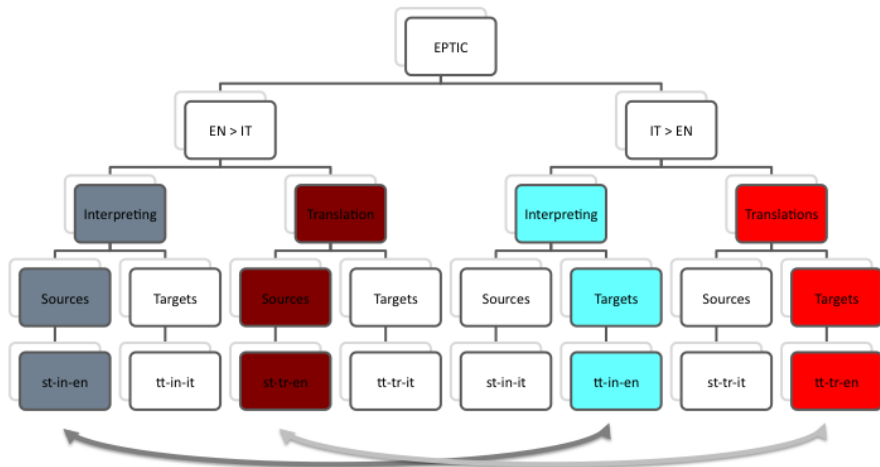 EPTIC
EN > IT
IT > EN
Interpreting
Translation
Interpreting
Translations
Sources
Targets
Sources
Targets
Sources
Targets
Sources
Targets
st-in-en
tt-in-it
st-tr-en
tt-tr-it
st-in-it
tt-in-en
st-tr-it
tt-tr-en